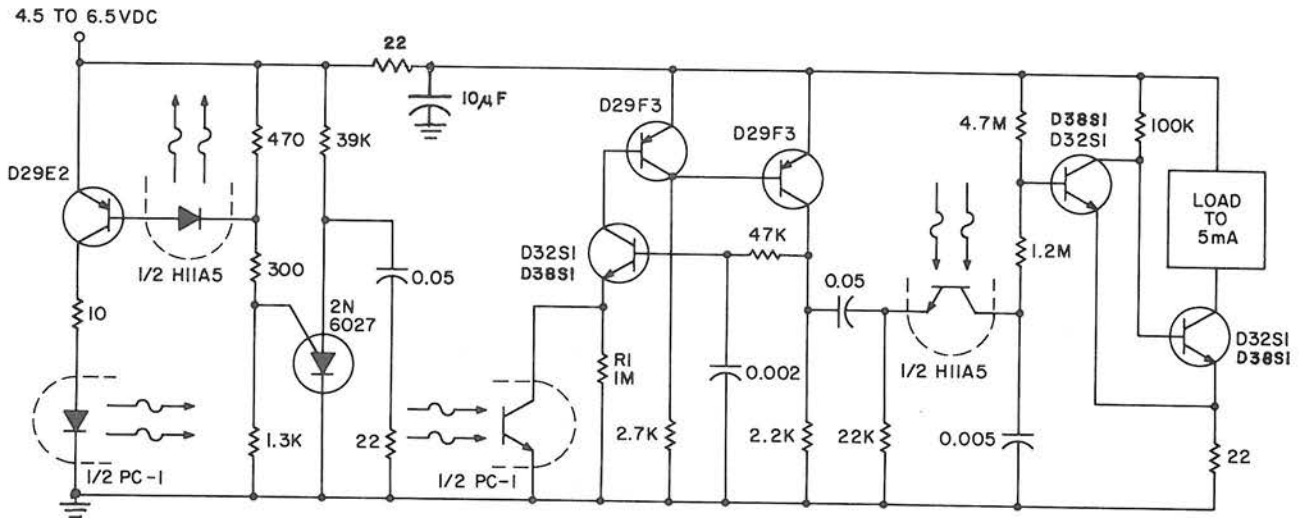 4.5 TO 6.5VDC
22
10µF
D29F3
D29F3
470
39K
4.7M
D38S1
D32S1
100K
D29E2
LOAD
TO
5mA
1/2 H11A5
300
0.05
D32S1
D38S1
47K
0.05
1.2M
10
2N
6027
R1
1M
0.002
1/2 H11A5
D32S1
D38S1
1.3K
22
2.7K
2.2K
22K
0.005
22
1/2 PC-1
1/2 PC-1